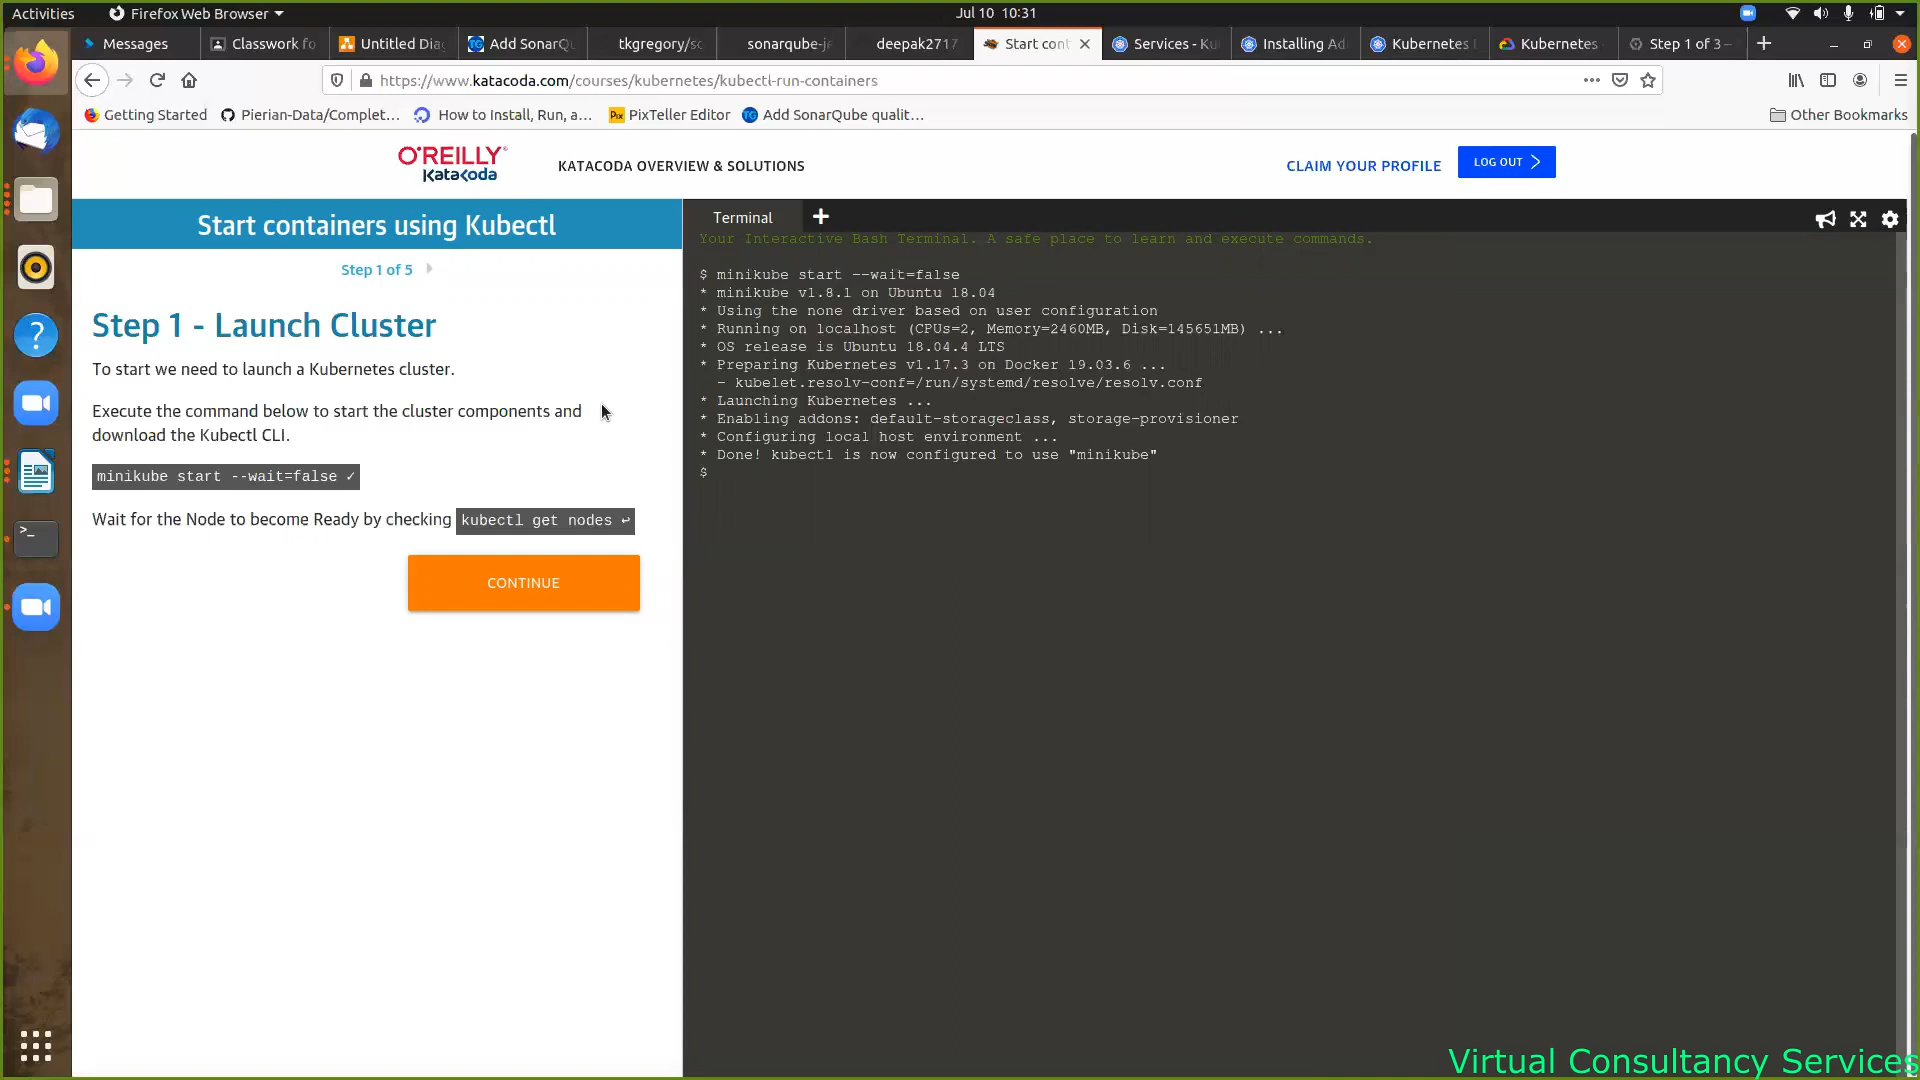 Activities
Firefox Web Browser
Jul 10 10:31
Messages
Classwork fo
Untitled Dia
Add SonarQu
tkgregory/so
sonarqube-j
deepak2717
Start cont
Services - Ku
Installing Ad
Kubernetes
Kubernetes
Step 1 of 3 –
https://www.katacoda.com/courses/kubernetes/kubectl-run-containers
Getting Started
Pierian-Data/Complet…
How to Install, Run, a…
Pix
PixTeller Editor
TG
Add SonarQube qualit…
Other Bookmarks
O'REILLY
Katacoda
KATACODA OVERVIEW & SOLUTIONS
CLAIM YOUR PROFILE
LOG OUT
Start containers using Kubectl
Step 1 of 5
Step 1 - Launch Cluster
To start we need to launch a Kubernetes cluster.
Execute the command below to start the cluster components and
download the Kubectl CLI.
minikube start --wait=false ✓
Wait for the Node to become Ready by checking kubectl get nodes ↩
CONTINUE
Terminal
Your Interactive Bash Terminal. A safe place to learn and execute commands.
$ minikube start --wait=false
* minikube v1.8.1 on Ubuntu 18.04
* Using the none driver based on user configuration
* Running on localhost (CPUs=2, Memory=2460MB, Disk=145651MB) ...
* OS release is Ubuntu 18.04.4 LTS
* Preparing Kubernetes v1.17.3 on Docker 19.03.6 ...
- kubelet.resolv-conf=/run/systemd/resolve/resolv.conf
* Launching Kubernetes ...
* Enabling addons: default-storageclass, storage-provisioner
* Configuring local host environment ...
* Done! kubectl is now configured to use "minikube"
$
Virtual Consultancy Services